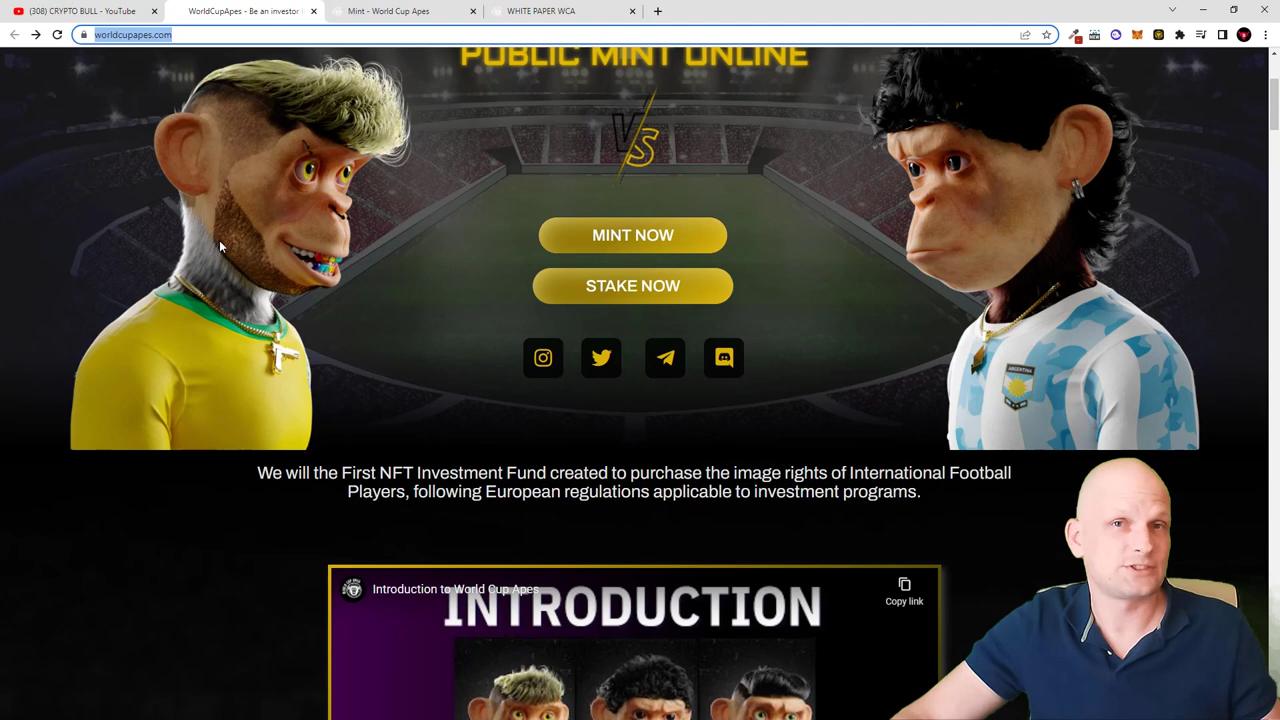 (308) CRYPTO BULL - YouTube
WorldCupApes - Be an investor i
Mint - World Cup Apes
WHITE PAPER WCA
worldcupapes.com
PUBLIC MINT ONLINE
VS
MINT NOW
STAKE NOW
ARGENTINA
We will the First NFT Investment Fund created to purchase the image rights of International Football
Players, following European regulations applicable to investment programs.
Introduction to World Cup Apes
Copy link
INTRODUCTION